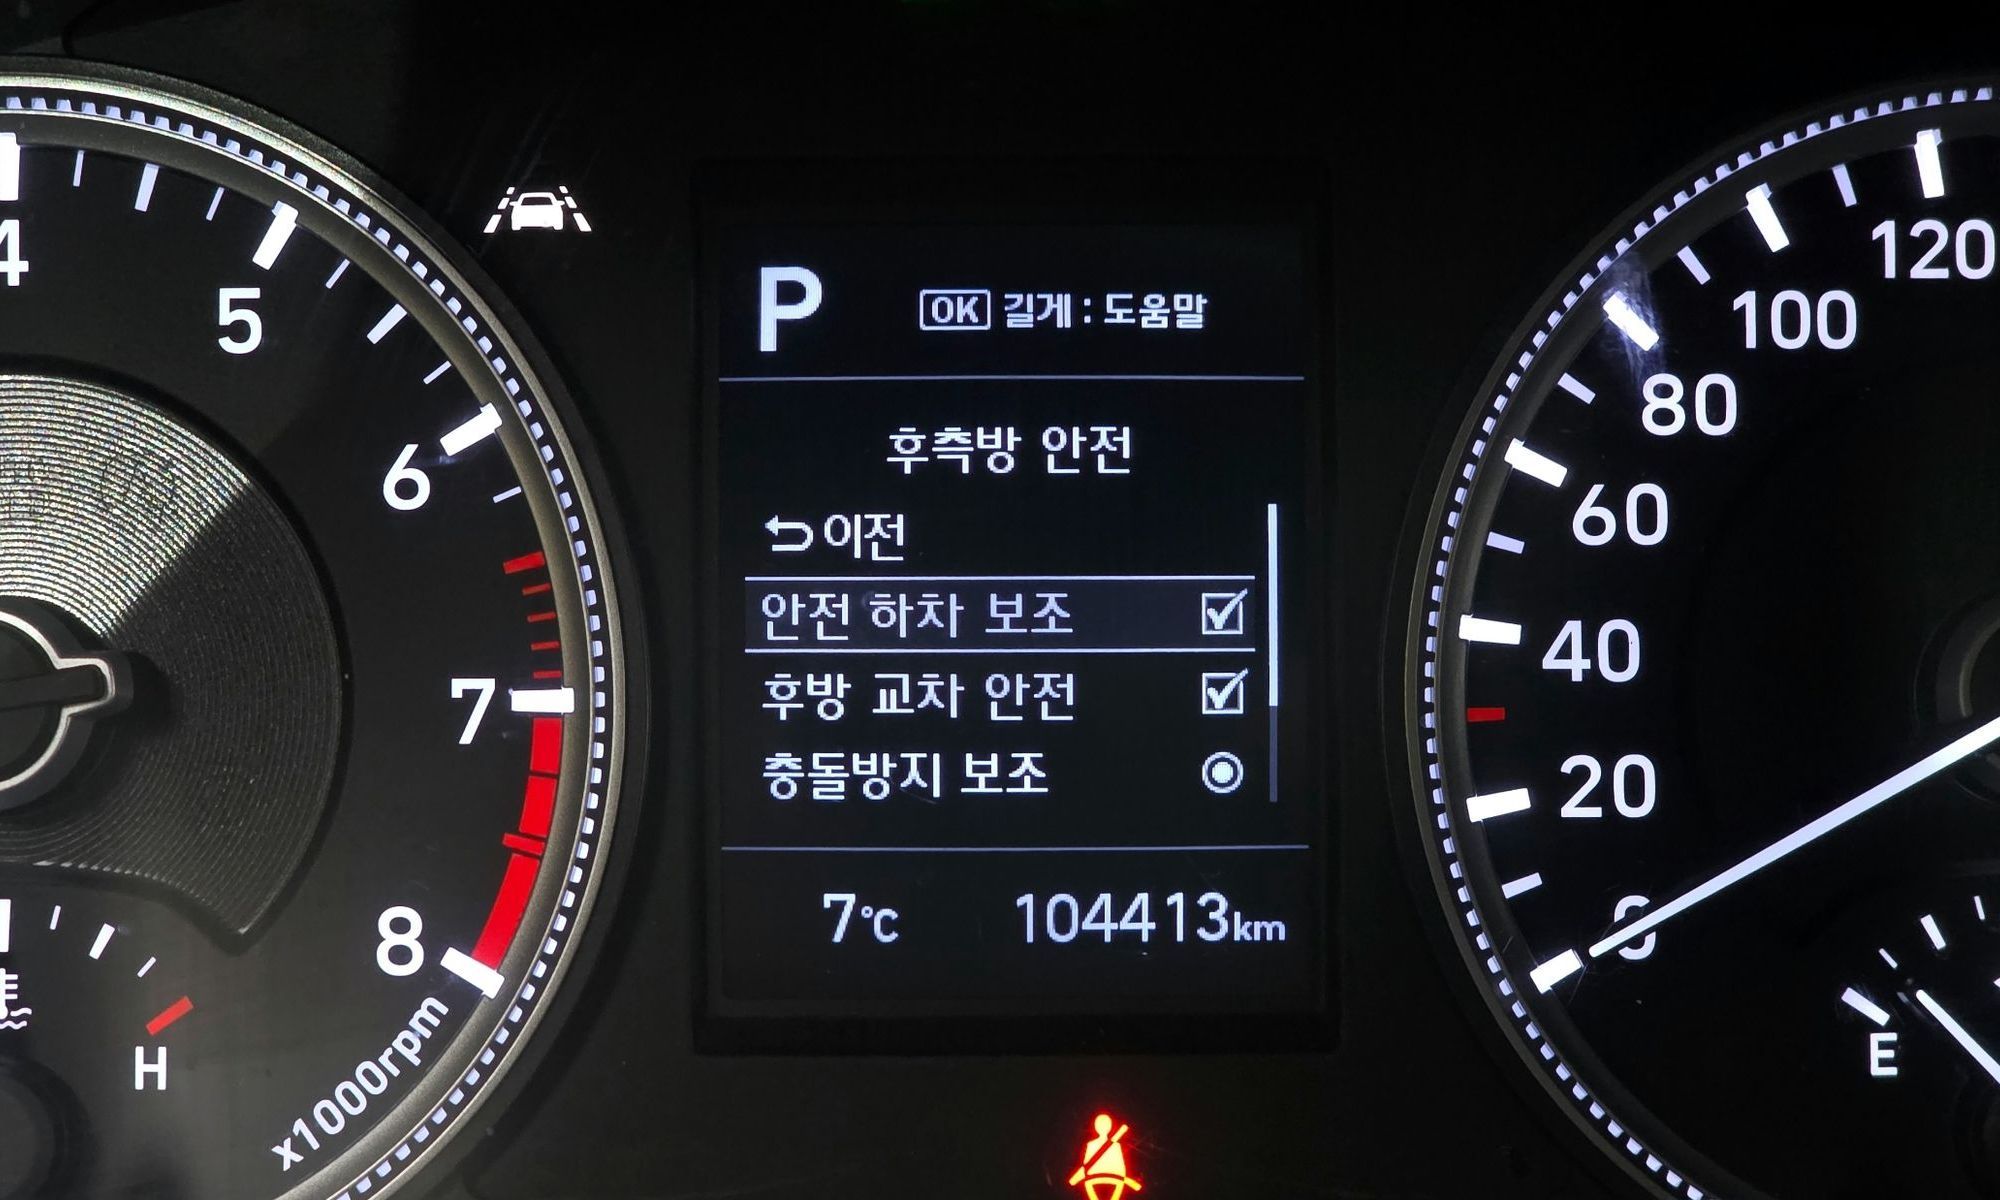 4
5
6
7
8
x1000rpm
H
P
OK 길게 : 도움말
후측방 안전
이전
안전 하차 보조
후방 교차 안전
충돌방지 보조
7°C 104413km
120
100
80
60
40
20
0
E